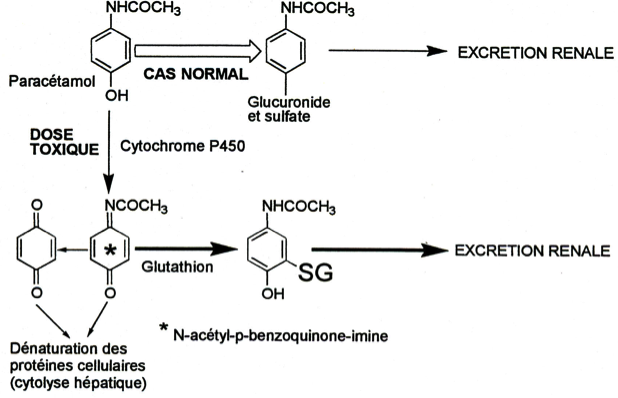 NHCOCH3
NHCOCH3
CAS NORMAL
EXCRETION RENALE
Paracétamol
OH
Glucuronide
et sulfate
DOSE
TOXIQUE
Cytochrome P450
O
NCOCH3
NHCOCH3
*
Glutathion
SG
EXCRETION RENALE
O
O
OH
* N-acétyl-p-benzoquinone-imine
Dénaturation des
protéines cellulaires
(cytolyse hépatique)